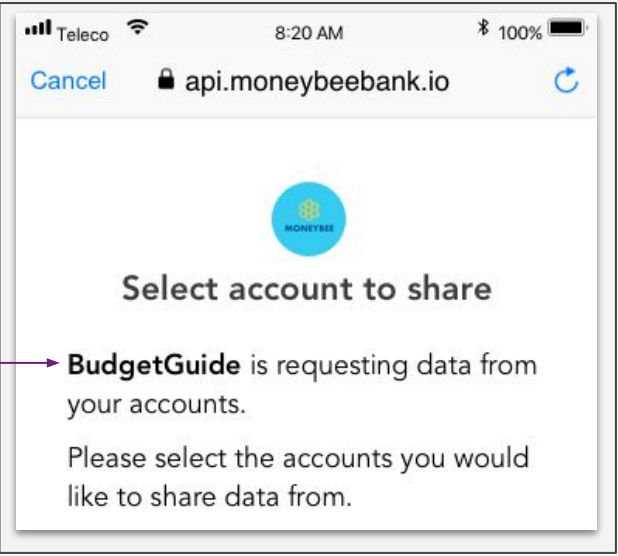 Teleco 8:20 AM 100%
Cancel api.moneybeebank.io
MONEYBEE
Select account to share
BudgetGuide is requesting data from
your accounts.
Please select the accounts you would
like to share data from.